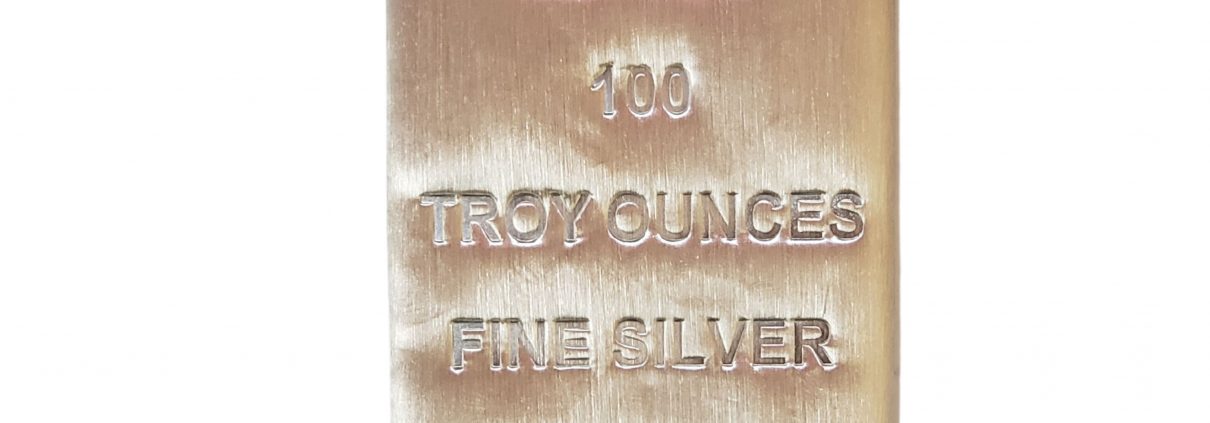 100
TROY OUNCES
FINE SILVER